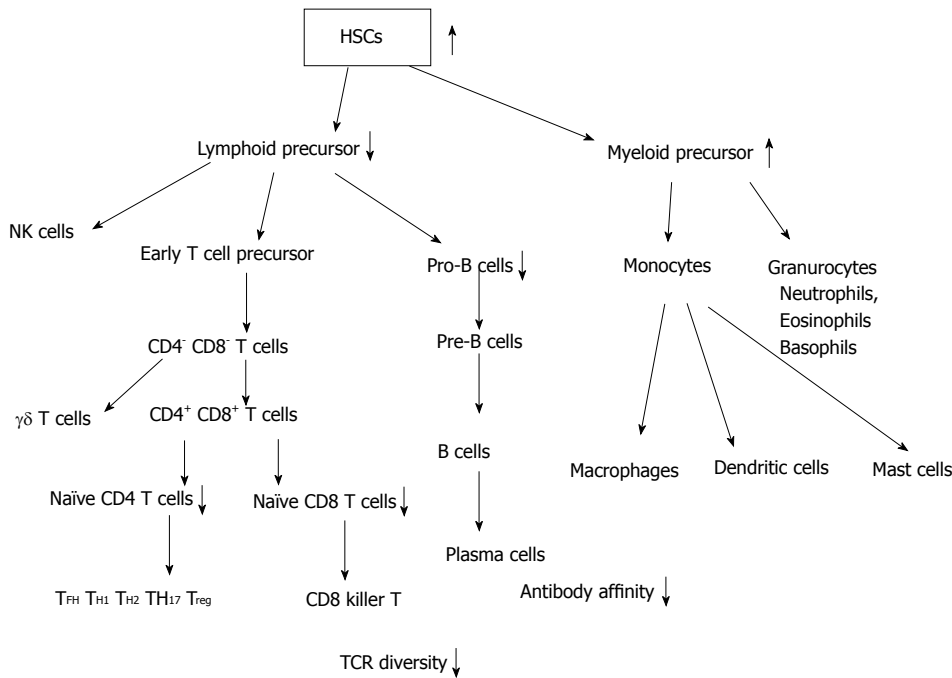 HSCs ↑
Lymphoid precursor ↓
Myeloid precursor ↑
NK cells
Early T cell precursor
Pro-B cells ↓
Monocytes
Granurocytes
Neutrophils,
Eosinophils
Basophils
CD4⁻ CD8⁻ T cells
Pre-B cells
γδ T cells
CD4⁺ CD8⁺ T cells
B cells
Macrophages
Dendritic cells
Mast cells
Naïve CD4 T cells ↓
Naïve CD8 T cells ↓
Plasma cells
TFH TH1 TH2 TH17 Treg
CD8 killer T
Antibody affinity ↓
TCR diversity ↓